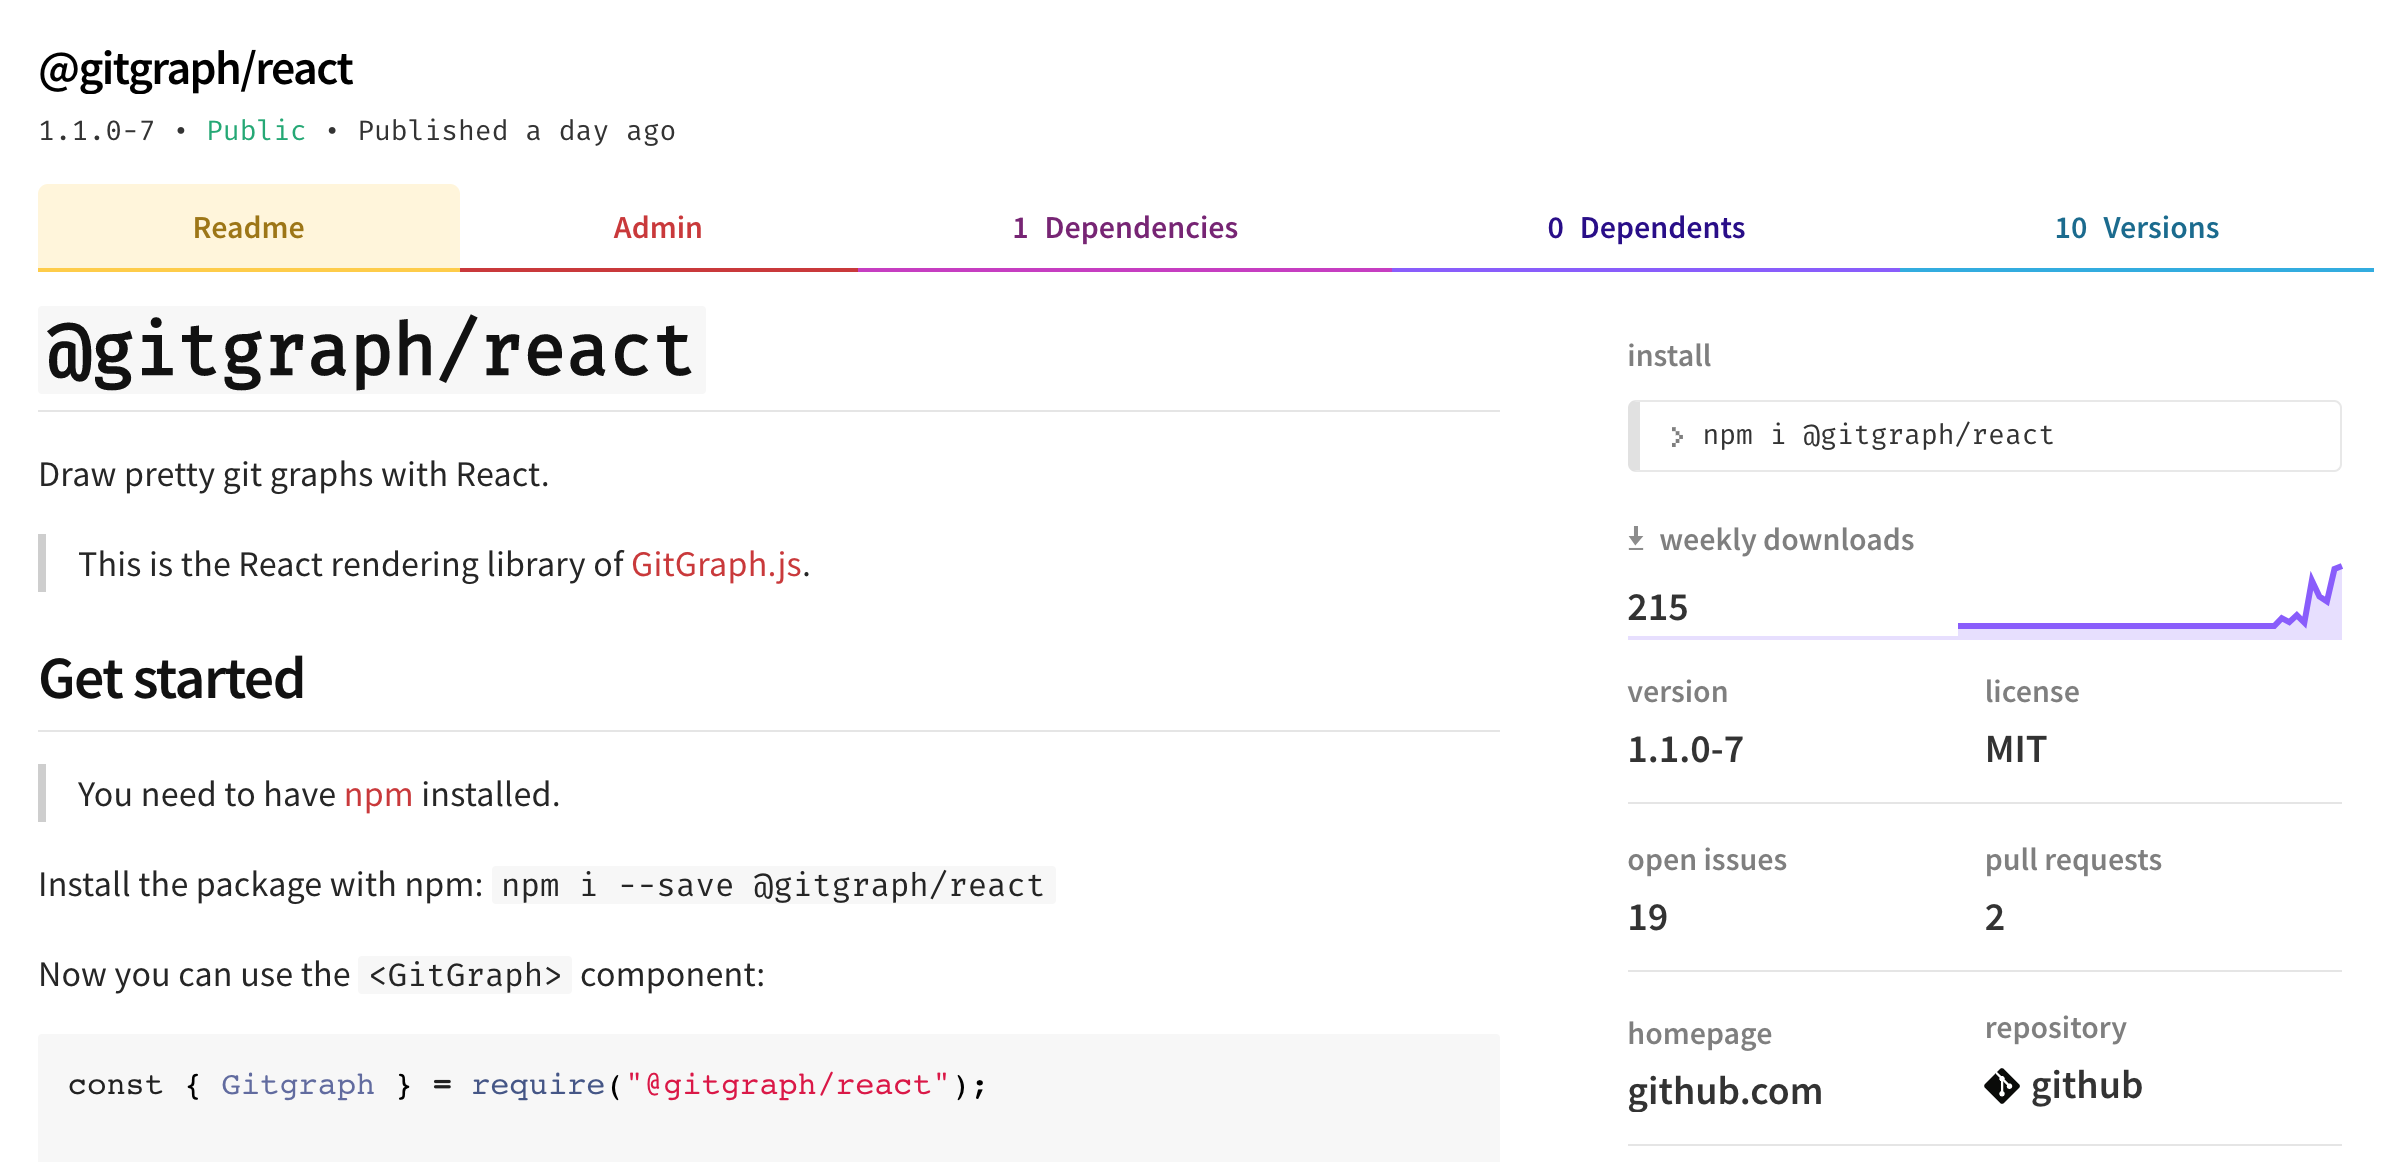 @gitgraph/react
1.1.0-7 • Public • Published a day ago
Readme
Admin
1 Dependencies
0 Dependents
10 Versions
@gitgraph/react
Draw pretty git graphs with React.
This is the React rendering library of GitGraph.js.
Get started
You need to have npm installed.
Install the package with npm: npm i --save @gitgraph/react
Now you can use the <GitGraph> component:
const { Gitgraph } = require("@gitgraph/react");
install
> npm i @gitgraph/react
weekly downloads
215
version
1.1.0-7
license
MIT
open issues
19
pull requests
2
homepage
github.com
repository
github